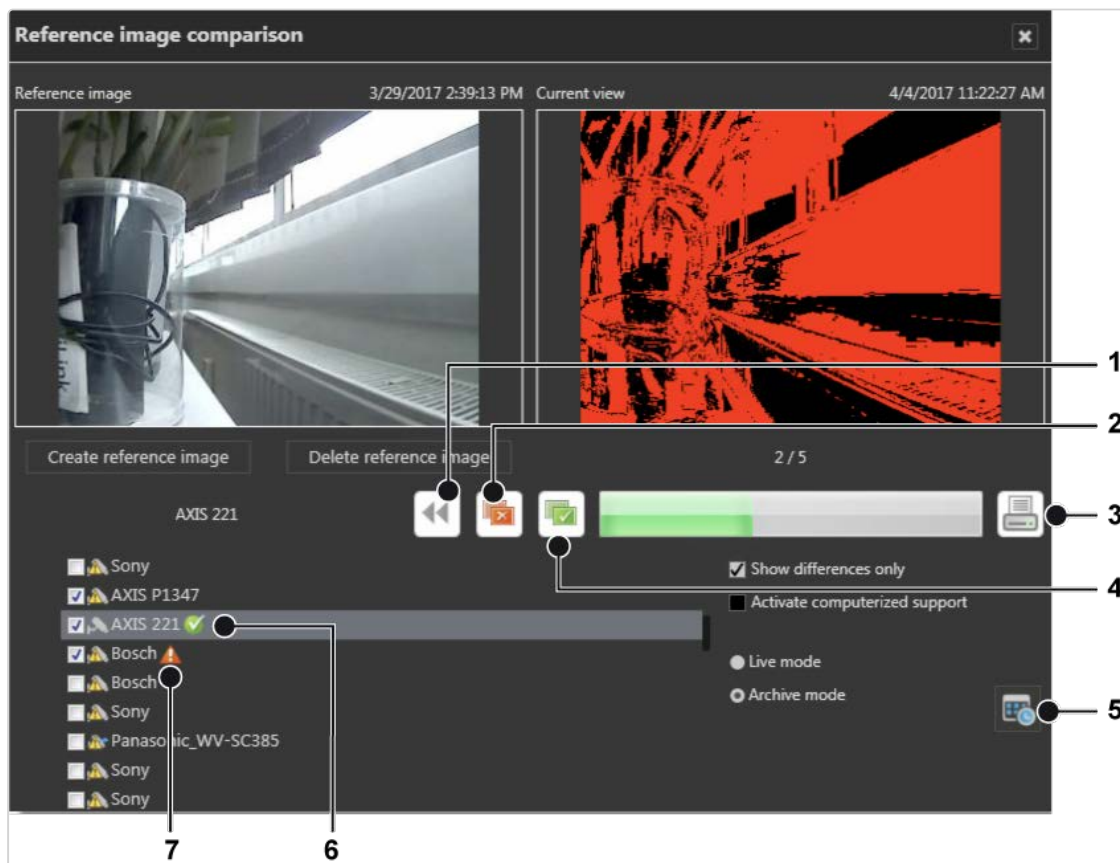 Reference image comparison
Reference image 3/29/2017 2:39:13 PM Current view 4/4/2017 11:22:27 AM
1
2
Create reference image Delete reference image 2 / 5
AXIS 221
3
Sony
Show differences only
4
AXIS P1347
Activate computerized support
AXIS 221
Bosch
Live mode
Bosch
Archive mode
5
Sony
Panasonic_WV-SC385
Sony
Sony
7 6